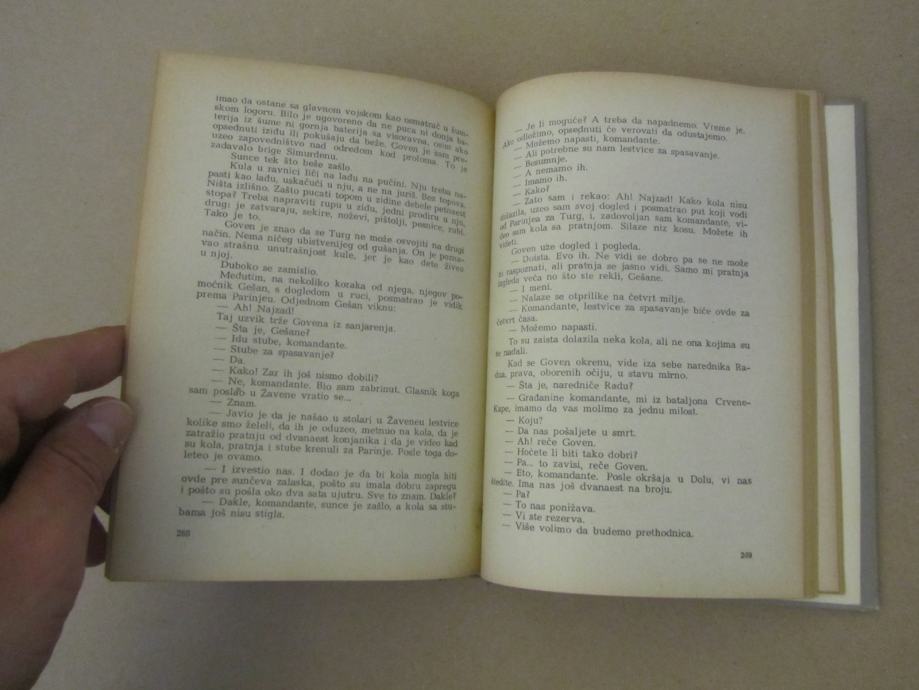 imao da ostane sa glavnom vojskom kao osmatrač u šum-
skom logoru. Bilo je ugovoreno da ne puca ni donja ba-
terija iz šume ni gornja baterija sa visoravni, osim ako
opsednuti iziđu ili pokušaju da beže. Goven je sam pre-
uzeo zapovedništvo nad odredom kod proloma. To je
zadavalo brige Simurdenu.
Sunce tek što beše zašlo.
Kula u ravnici liči na lađu na pučini. Nju treba na-
pasti kao lađu, uskačući u nju, a ne na juriš. Bez topova.
Ništa izlišno. Zašto pucati topom u zidine debele petnaest
stopa? Treba napraviti rupu u zidu, jedni prodiru u nju,
drugi je zatvaraju, sekire, noževi, pištolji, pesnice, zubi.
Tako je to.
Goven je znao da se Turg ne može osvojiti na drugi
način. Nema ničeg ubistvenijeg od gušanja. On je pozna-
vao strašnu unutrašnjost kule, jer je kao dete živeo
u njoj.
Duboko se zamislio.
Međutim, na nekoliko koraka od njega, njegov po-
moćnik Gešan, s dogledom u ruci, posmatrao je vidik
prema Parinjeu. Odjednom Gešan viknu:
— Ah! Najzad!
Taj uzvik trže Govena iz sanjarenja.
— Šta je, Gešane?
— Idu stube, komandante.
— Stube za spasavanje?
— Da.
— Kako! Zar ih još nismo dobili?
— Ne, komandante. Bio sam zabrinut. Glasnik koga
sam poslao u Žavene vratio se...
— Znam.
— Javio je da je našao u stolari u Žaveneu lestvice
kolike smo želeli, da ih je oduzeo, metnuo na kola, da je
zatražio pratnju od dvanaest konjanika i da je video kad
su kola, pratnja i stube krenuli za Parinje. Posle toga do-
leteo je ovamo.
— I izvestio nas. I dodao je da bi kola mogla biti
ovde pre sunčeva zalaska, pošto su imala dobru zapregu
i pošto su pošla oko dva sata ujutru. Sve to znam. Dakle?
— Dakle, komandante, sunce je zašlo, a kola sa stu-
bama još nisu stigla.
268
— Je li moguće? A treba da napadnemo. Vreme je.
Ako odložimo, opsednuti će verovati da odustajemo.
— Možemo napasti, komandante.
— Ali potrebne su nam lestvice za spasavanje.
— Besumnje.
— A nemamo ih.
— Imamo ih.
— Kako?
— Zato sam i rekao: Ah! Najzad! Kako kola nisu
dolazila, uzeo sam svoj dogled i posmatrao put koji vodi
od Parinjea za Turg, i, zadovoljan sam komandante, vi-
deo sam kola sa pratnjom. Silaze niz kosu. Možete ih
videti.
Goven uze dogled i pogleda.
— Doista. Evo ih. Ne vidi se dobro pa se ne može
ni raspoznati, ali pratnja se jasno vidi. Samo mi pratnja
izgleda veća no što ste rekli, Gešane.
— I meni.
— Nalaze se otprilike na četvrt milje.
— Komandante, lestvice za spasavanje biće ovde za
četvrt časa.
— Možemo napasti.
To su zaista dolazila neka kola, ali ne ona kojima su
se nadali.
Kad se Goven okrenu, vide iza sebe narednika Ra-
dua, prava, oborenih očiju, u stavu mirno.
— Šta je, naredniče Radu?
— Građanine komandante, mi iz bataljona Crvene-
Kape, imamo da vas molimo za jednu milost.
— Koju?
— Da nas pošaljete u smrt.
— Ah! reče Goven.
— Hoćete li biti tako dobri?
— Pa... to zavisi, reče Goven.
— Eto, komandante. Posle okršaja u Dolu, vi nas
štedite. Ima nas još dvanaest na broju.
— Pa?
— To nas ponižava.
— Vi ste rezerva.
— Više volimo da budemo prethodnica.
269